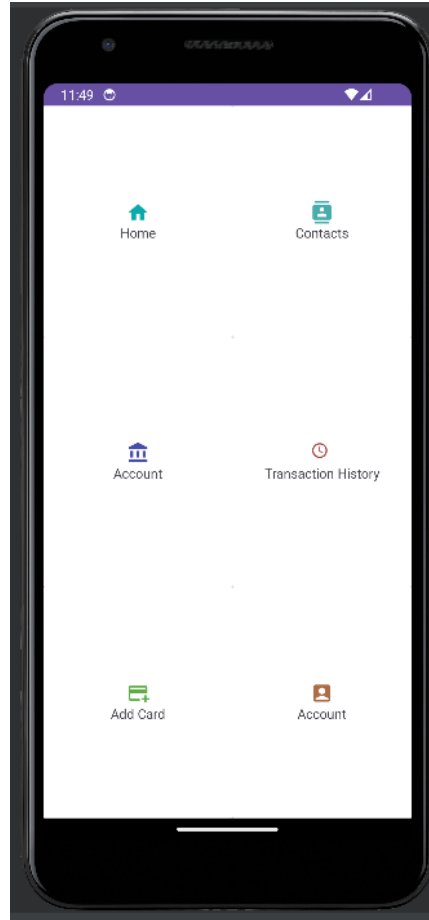 11:49
Home
Contacts
Account
Transaction History
Add Card
Account